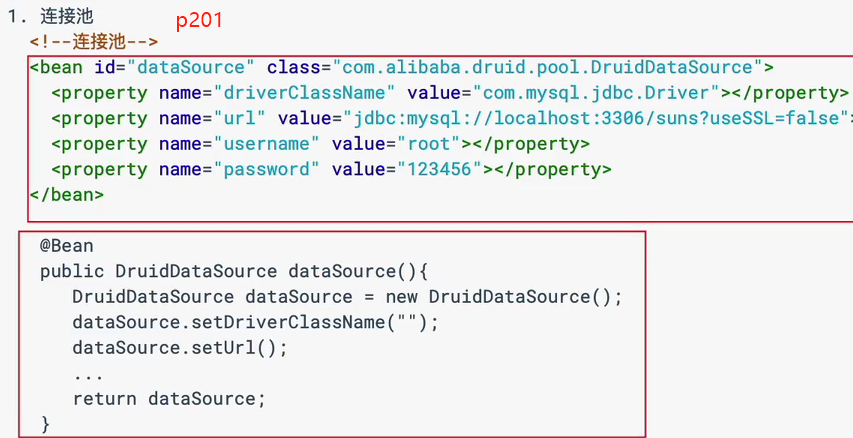 1. 连接池 p201
<!--连接池-->
<bean id="dataSource" class="com.alibaba.druid.pool.DruidDataSource">
<property name="driverClassName" value="com.mysql.jdbc.Driver"></property>
<property name="url" value="jdbc:mysql://localhost:3306/suns?useSSL=false"
<property name="username" value="root"></property>
<property name="password" value="123456"></property>
</bean>
@Bean
public DruidDataSource dataSource(){
DruidDataSource dataSource = new DruidDataSource();
dataSource.setDriverClassName("");
dataSource.setUrl();
...
return dataSource;
}